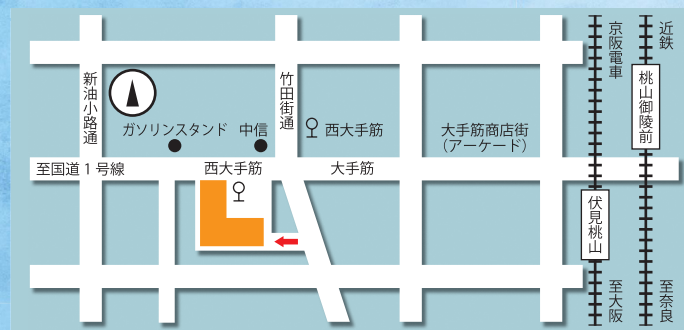 新油小路通
ガソリンスタンド
中信
竹田街道
西大手筋
大手筋商店街
（アーケード）
京阪電車
近鉄
桃山御陵前
至国道1号線
西大手筋
大手筋
伏見桃山
至大阪
至奈良